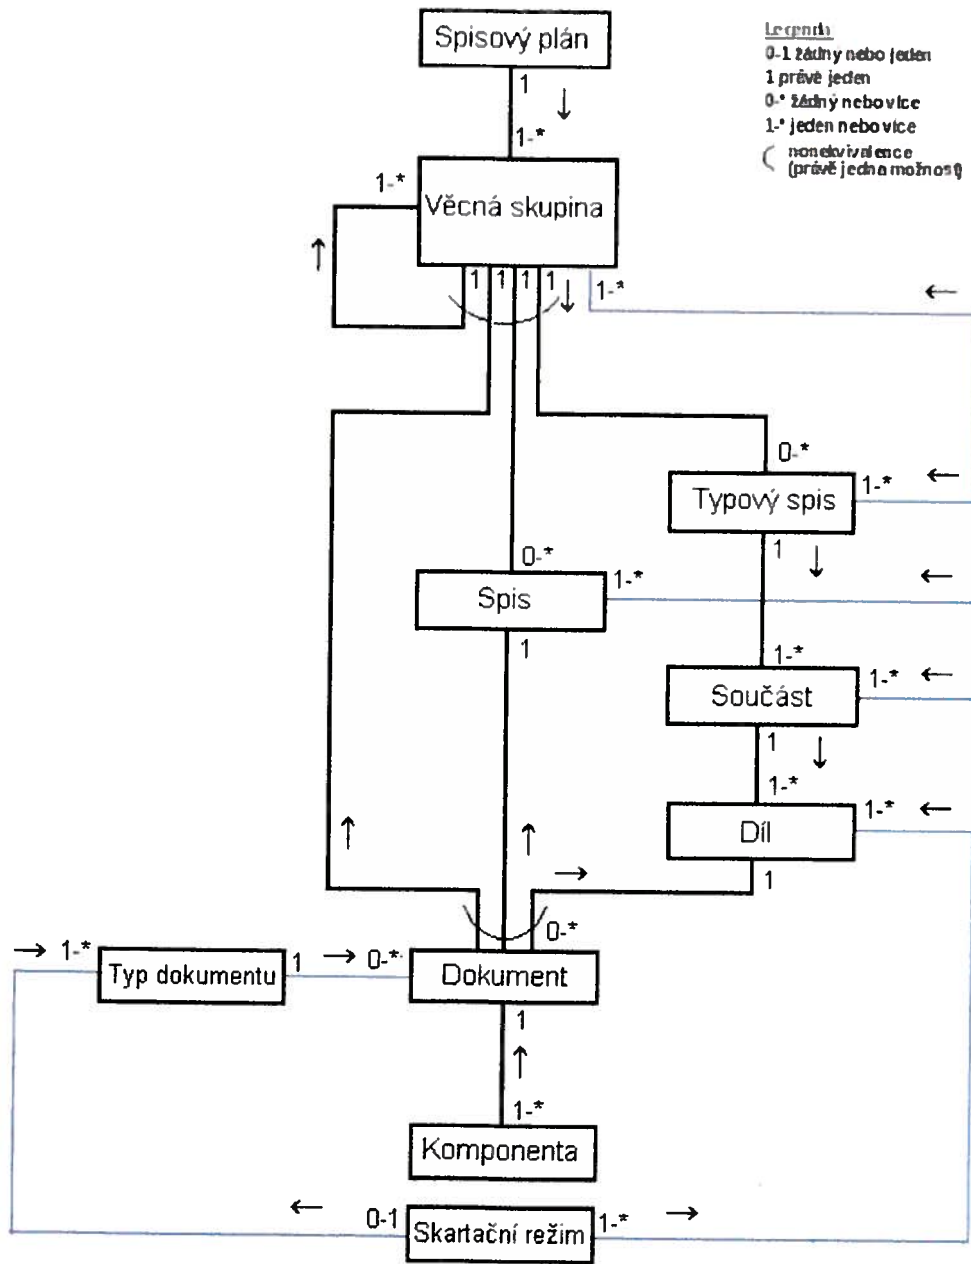 Spisový plán
Legenda
0-1 žádny nebo jeden
1 právě jeden
0-* žádný nebo více
1-* jeden nebo více
nonekvivalence
(právě jedna možnost)
1
1-*
1-*
Věcná skupina
1 1 1 1
1-*
0-*
Typový spis
1-*
1
0-*
Spis
1-*
1
1-*
Součást
1-*
1
1-*
Díl
1-*
1
0-*
1-*
Typ dokumentu
1
0-*
Dokument
1
1-*
Komponenta
0-1
Skartační režim
1-*